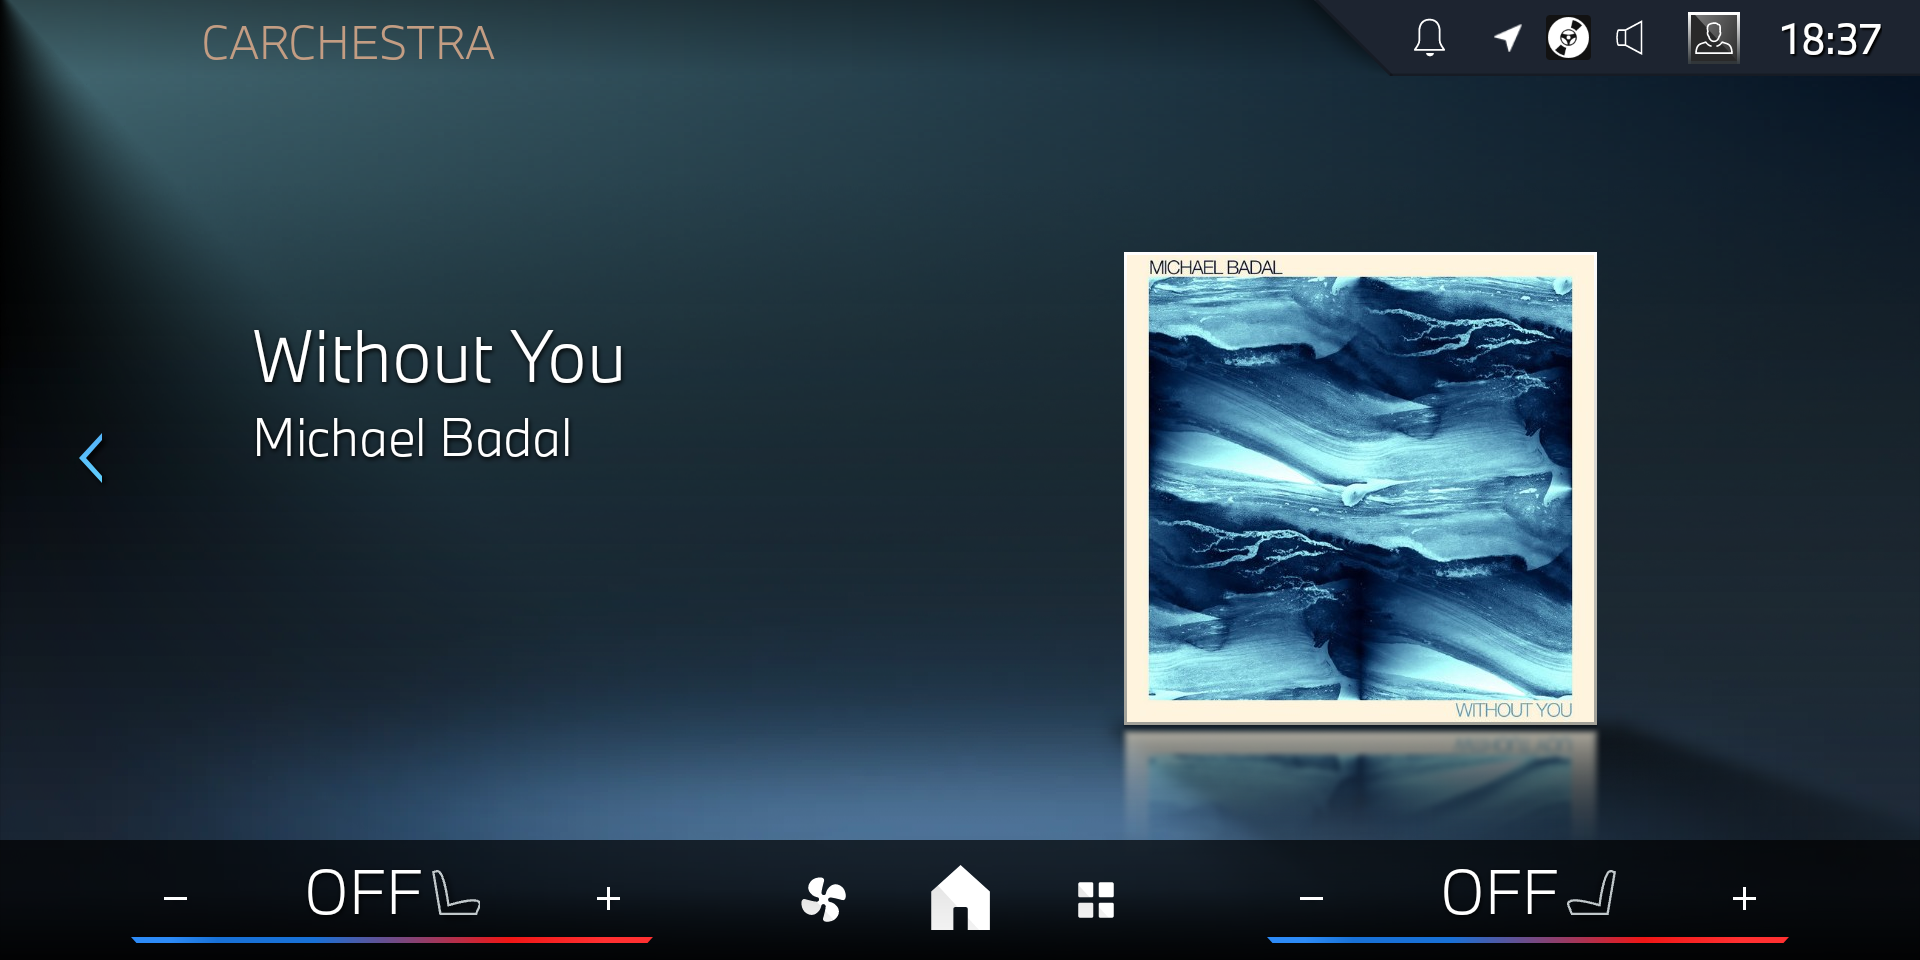 CARCHESTRA
18:37
Without You
Michael Badal
MICHAEL BADAL
WITHOUT YOU
OFF
OFF